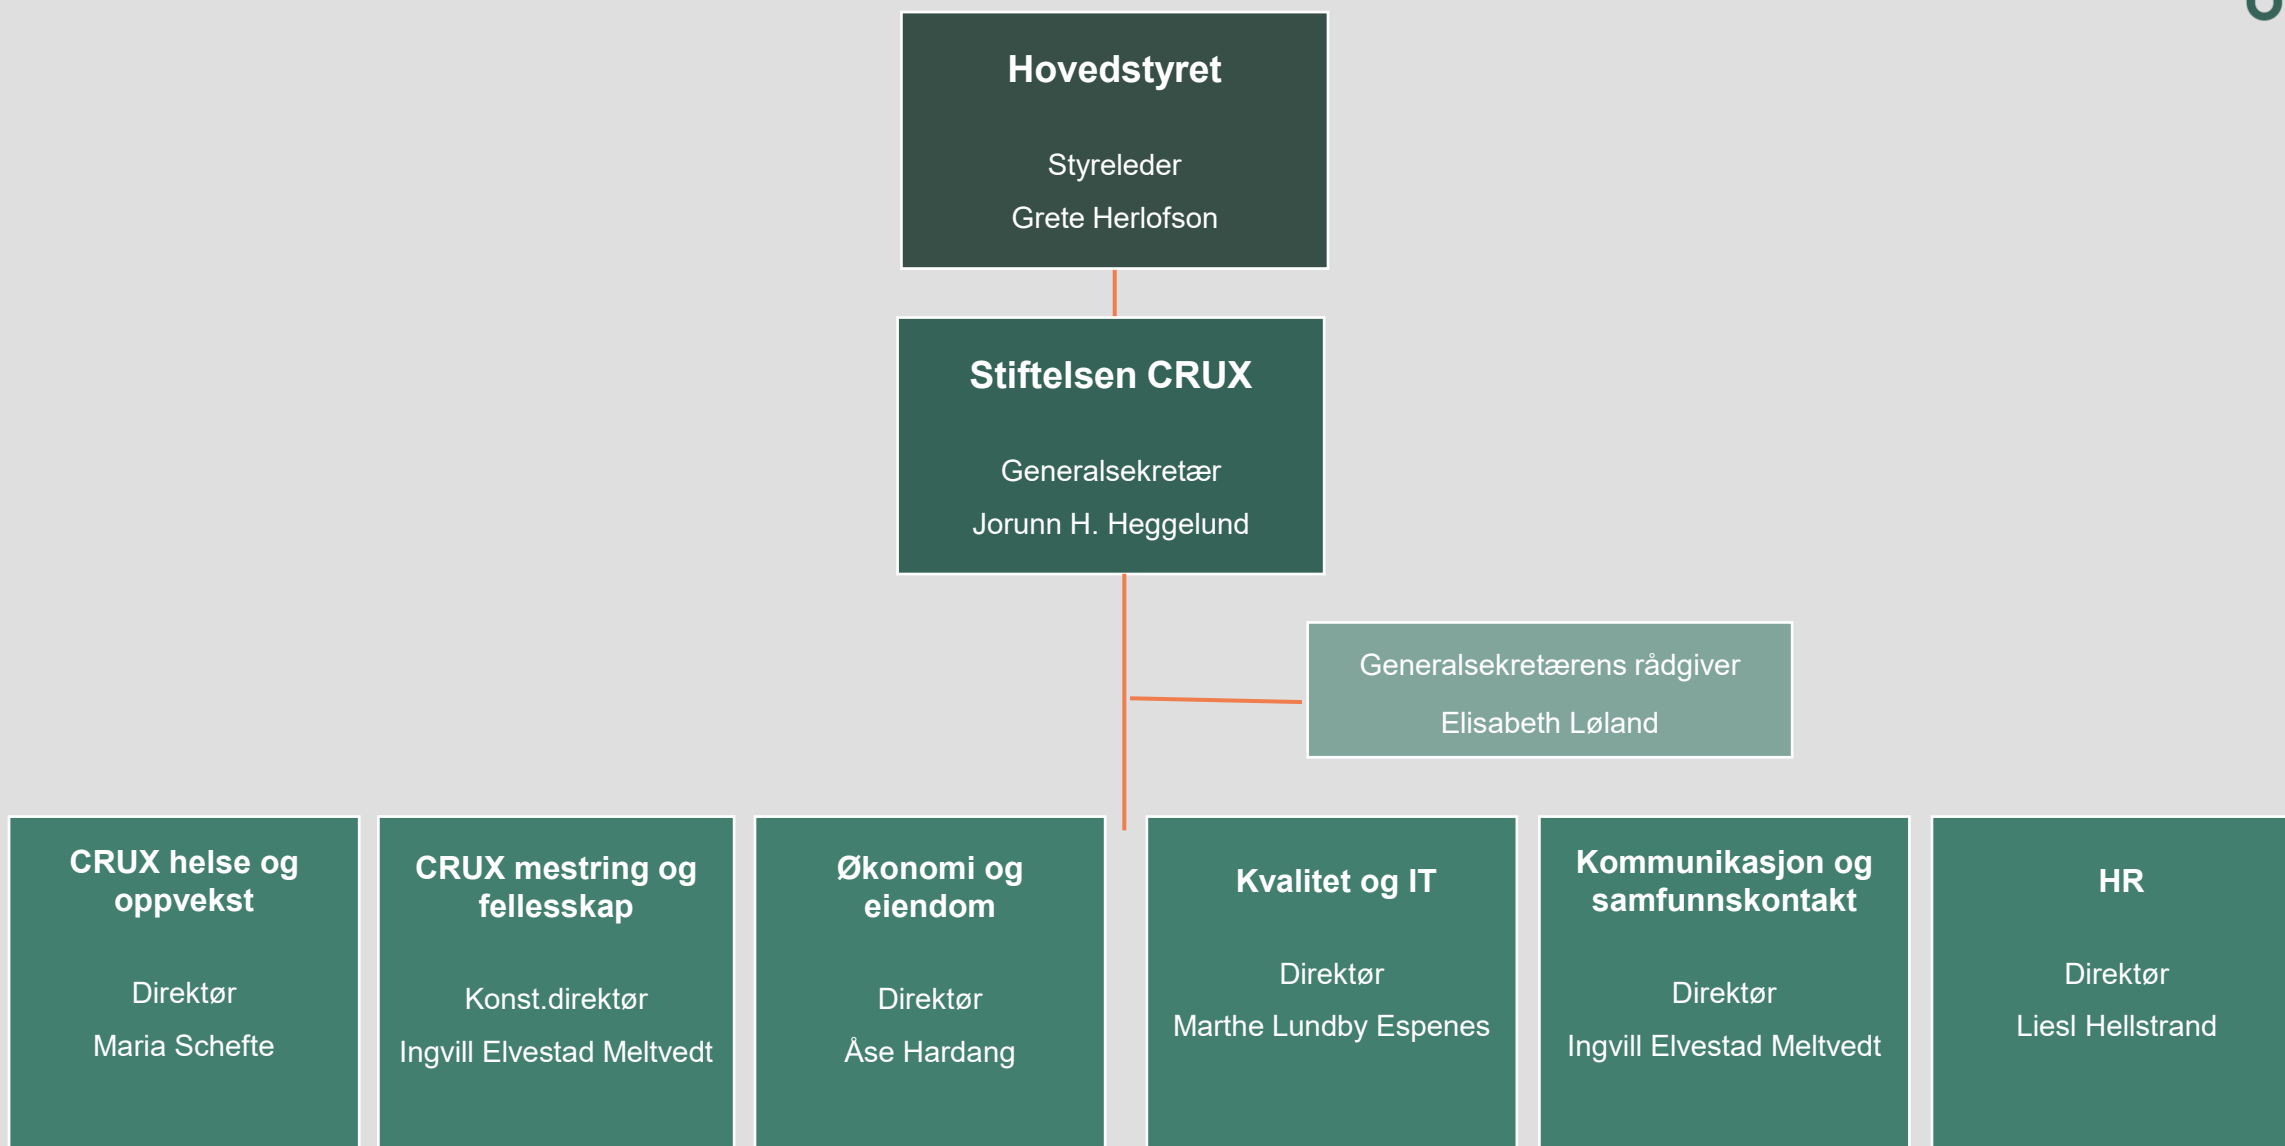 Hovedstyret
Styreleder
Grete Herlofson
Stiftelsen CRUX
Generalsekretær
Jorunn H. Heggelund
Generalsekretærens rådgiver
Elisabeth Løland
CRUX helse og
oppvekst
Direktør
Maria Schefte
CRUX mestring og
fellesskap
Konst.direktør
Ingvill Elvestad Meltvedt
Økonomi og
eiendom
Direktør
Åse Hardang
Kvalitet og IT
Direktør
Marthe Lundby Espenes
Kommunikasjon og
samfunnskontakt
Direktør
Ingvill Elvestad Meltvedt
HR
Direktør
Liesl Hellstrand